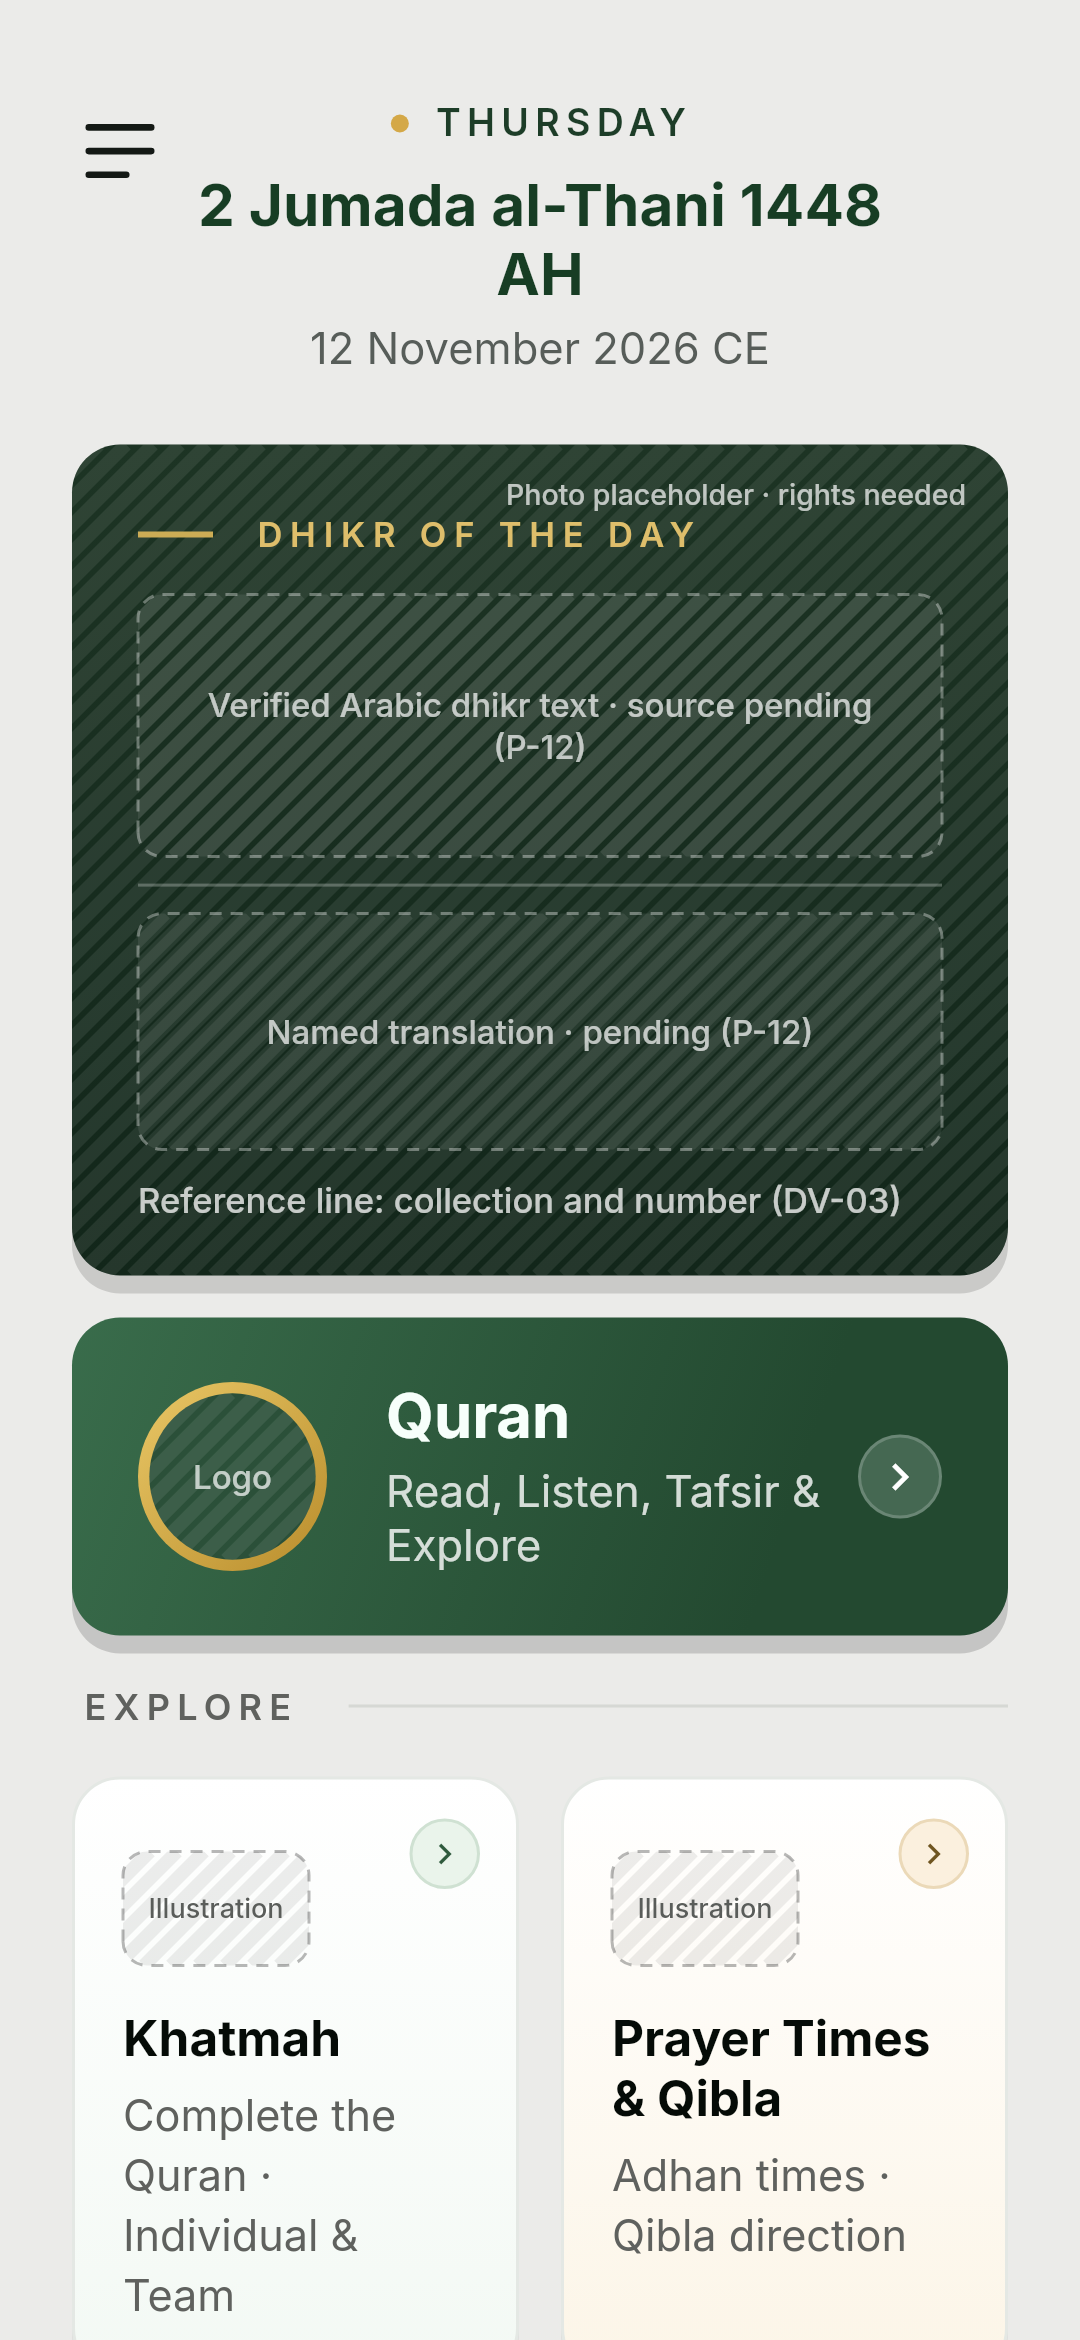 THURSDAY
2 Jumada al-Thani 1448
AH
12 November 2026 CE
Photo placeholder · rights needed
DHIKR OF THE DAY
Verified Arabic dhikr text · source pending
(P-12)
Named translation · pending (P-12)
Reference line: collection and number (DV-03)
Logo
Quran
Read, Listen, Tafsir &
Explore
EXPLORE
Illustration
Khatmah
Complete the
Quran ·
Individual &
Team
Illustration
Prayer Times
& Qibla
Adhan times ·
Qibla direction